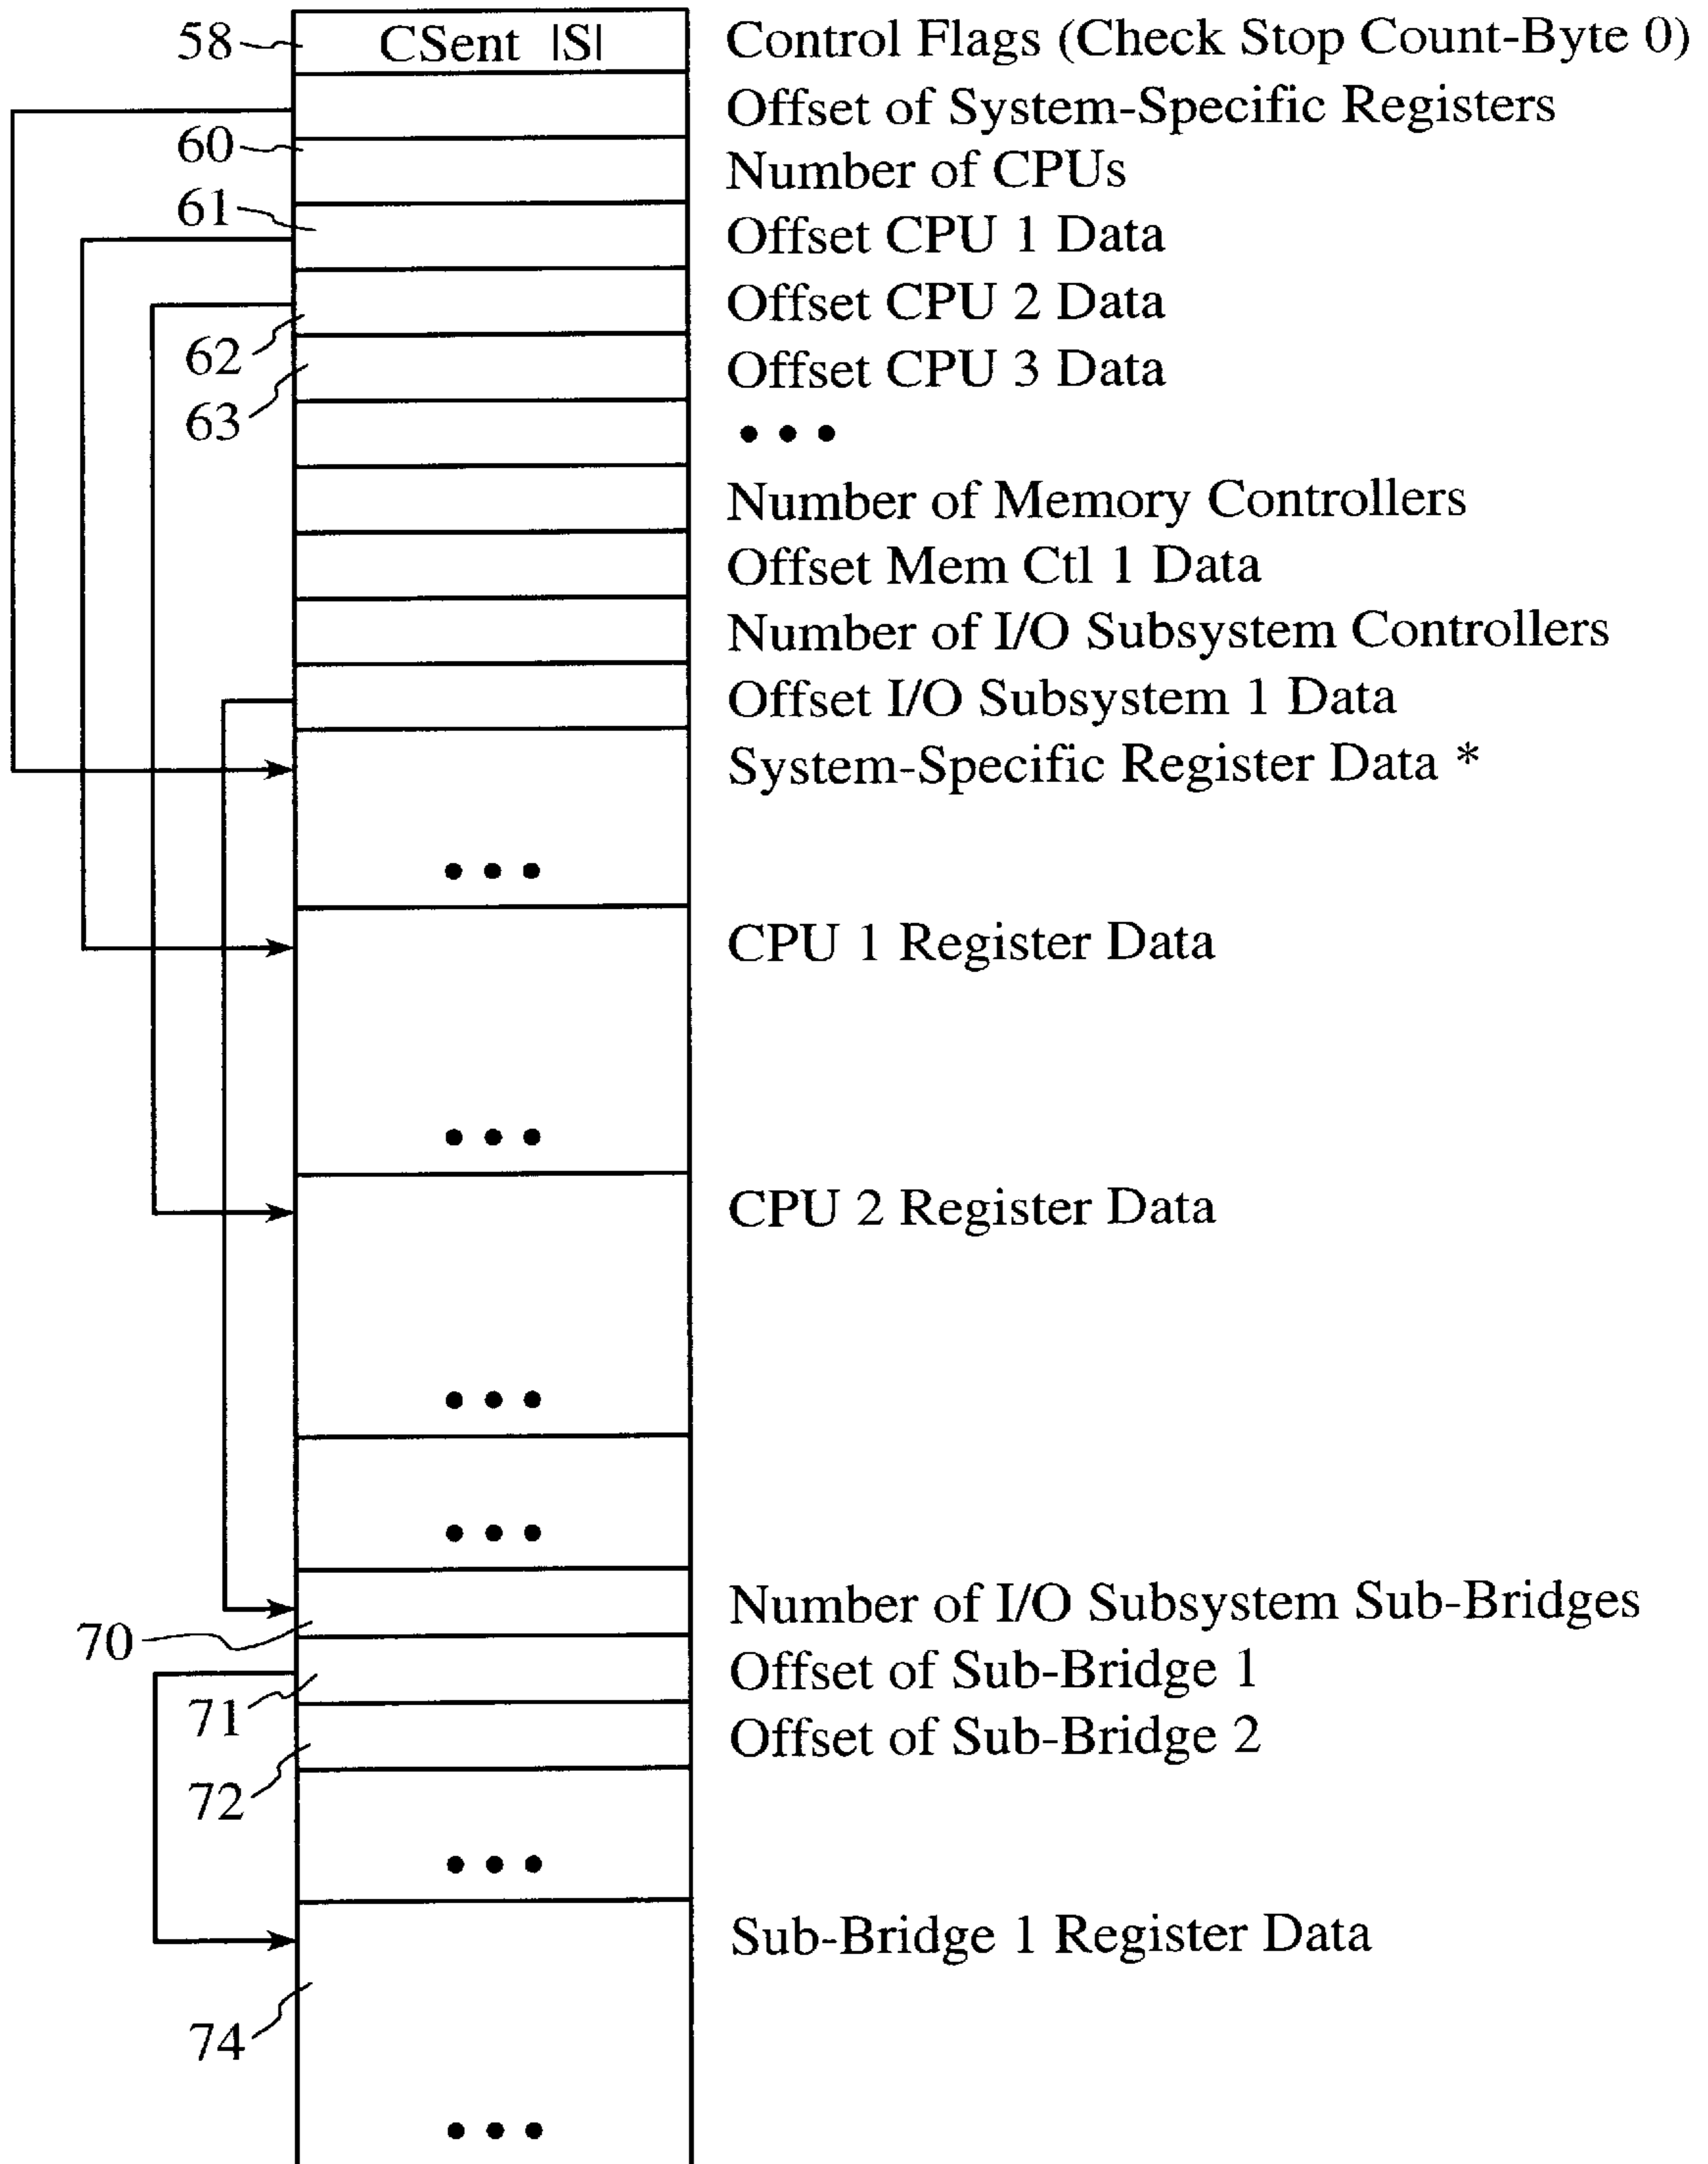 58 CSent |S| Control Flags (Check Stop Count-Byte 0)
Offset of System-Specific Registers
60 Number of CPUs
61 Offset CPU 1 Data
62 Offset CPU 2 Data
63 Offset CPU 3 Data
• • •
Number of Memory Controllers
Offset Mem Ctl 1 Data
Number of I/O Subsystem Controllers
Offset I/O Subsystem 1 Data
System-Specific Register Data *
• • •
CPU 1 Register Data
• • •
CPU 2 Register Data
• • •
• • •
70 Number of I/O Subsystem Sub-Bridges
71 Offset of Sub-Bridge 1
72 Offset of Sub-Bridge 2
• • •
Sub-Bridge 1 Register Data
74
• • •